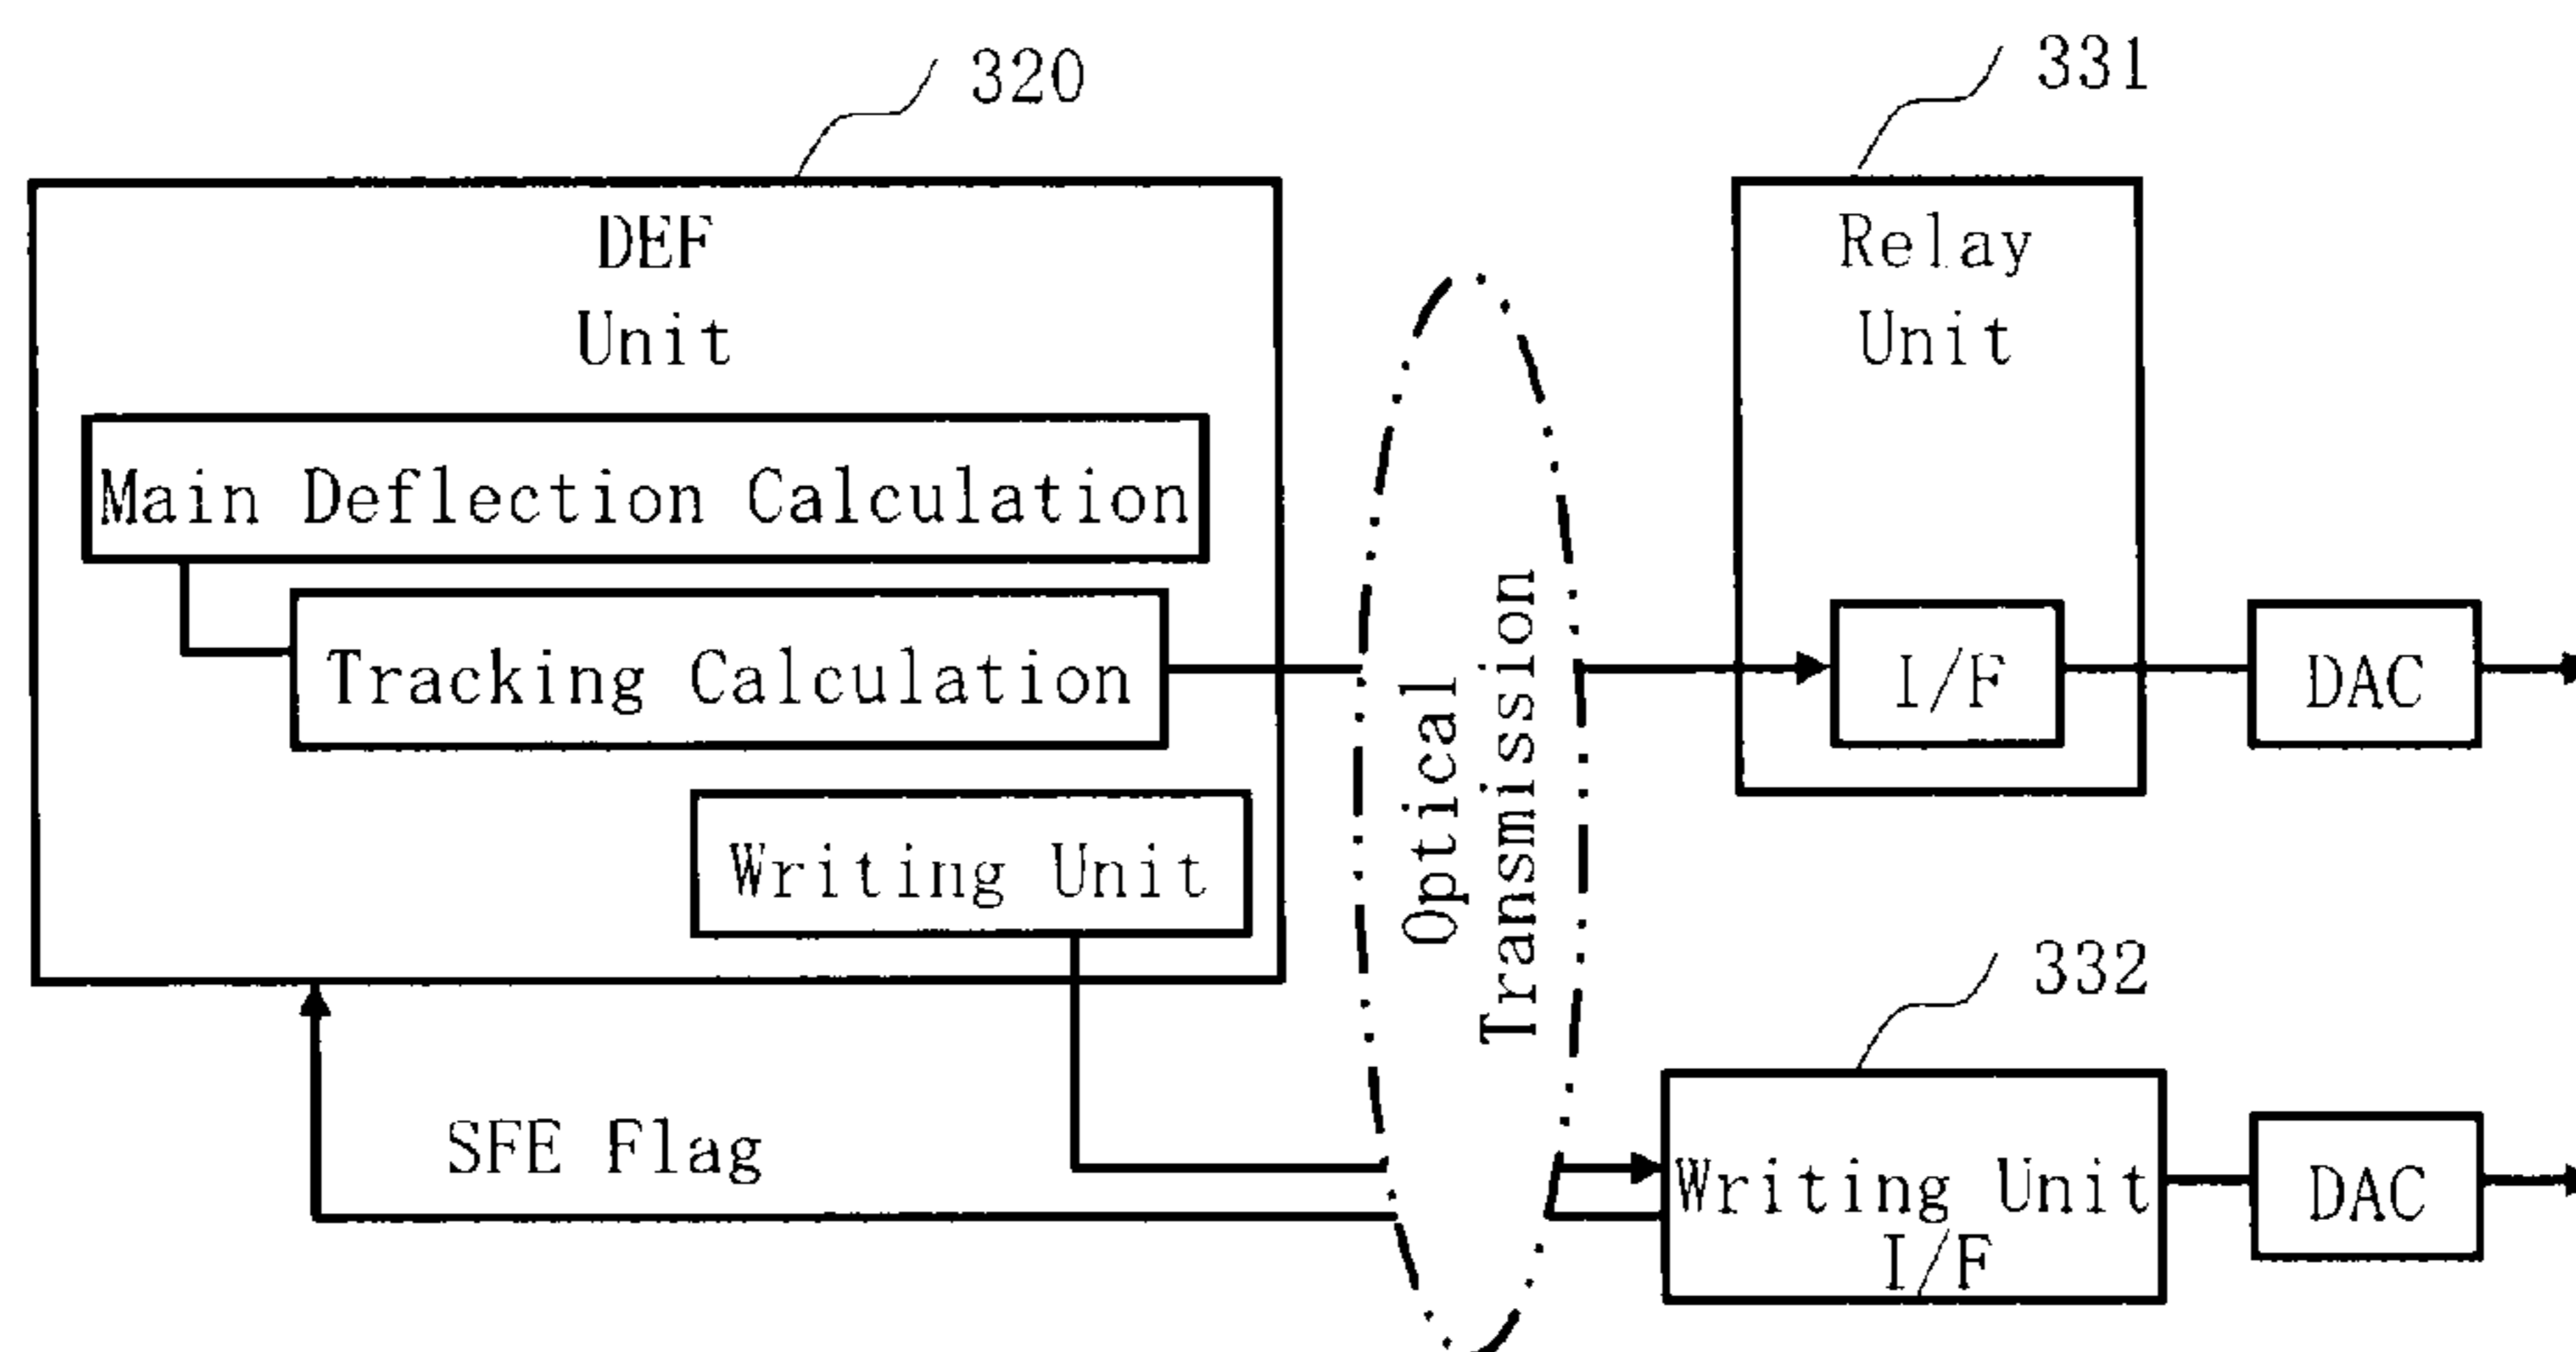 320
331
DEF
Unit
Relay
Unit
Main Deflection Calculation
Tracking Calculation
I/F
DAC
Optical
Transmission
Writing Unit
332
SFE Flag
Writing Unit
I/F
DAC